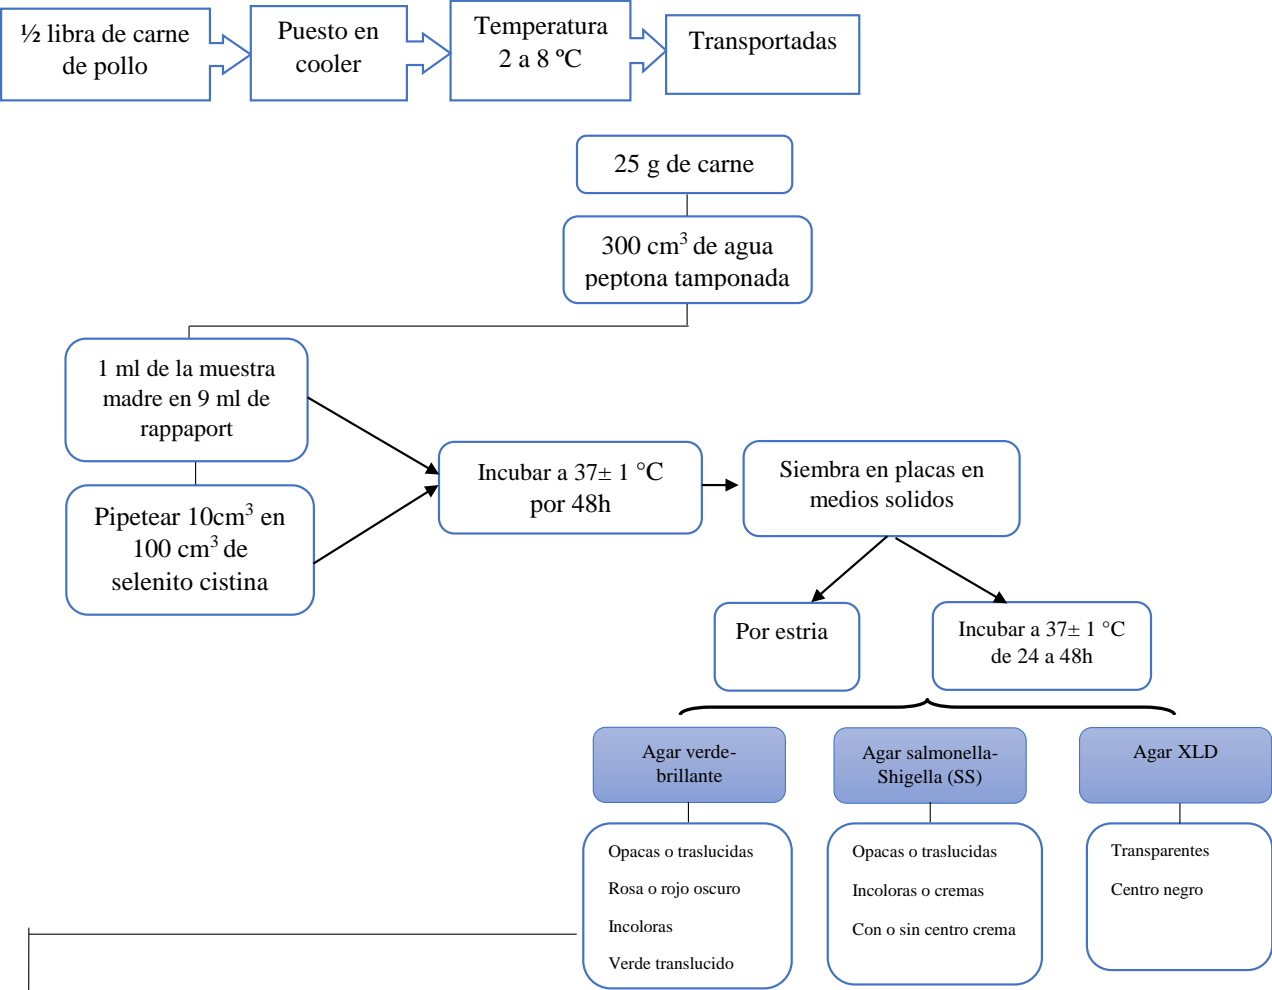 ½ libra de carne
de pollo
Puesto en
cooler
Temperatura
2 a 8 ºC
Transportadas
25 g de carne
300 cm³ de agua
peptona tamponada
1 ml de la muestra
madre en 9 ml de
rappaport
Pipetear 10cm³ en
100 cm³ de
selenito cistina
Incubar a 37± 1 °C
por 48h
Siembra en placas en
medios solidos
Por estria
Incubar a 37± 1 °C
de 24 a 48h
Agar verde-
brillante
Agar salmonella-
Shigella (SS)
Agar XLD
Opacas o traslucidas
Rosa o rojo oscuro
Incoloras
Verde translucido
Opacas o traslucidas
Incoloras o cremas
Con o sin centro crema
Transparentes
Centro negro